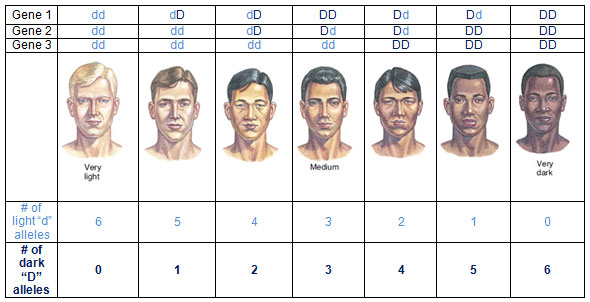 Gene 1 dd dD dD DD Dd Dd DD
Gene 2 dd dd dD Dd Dd DD DD
Gene 3 dd dd dd dd DD DD DD
Very light
Medium
Very dark
# of light "d" alleles 6 5 4 3 2 1 0
# of dark "D" alleles 0 1 2 3 4 5 6